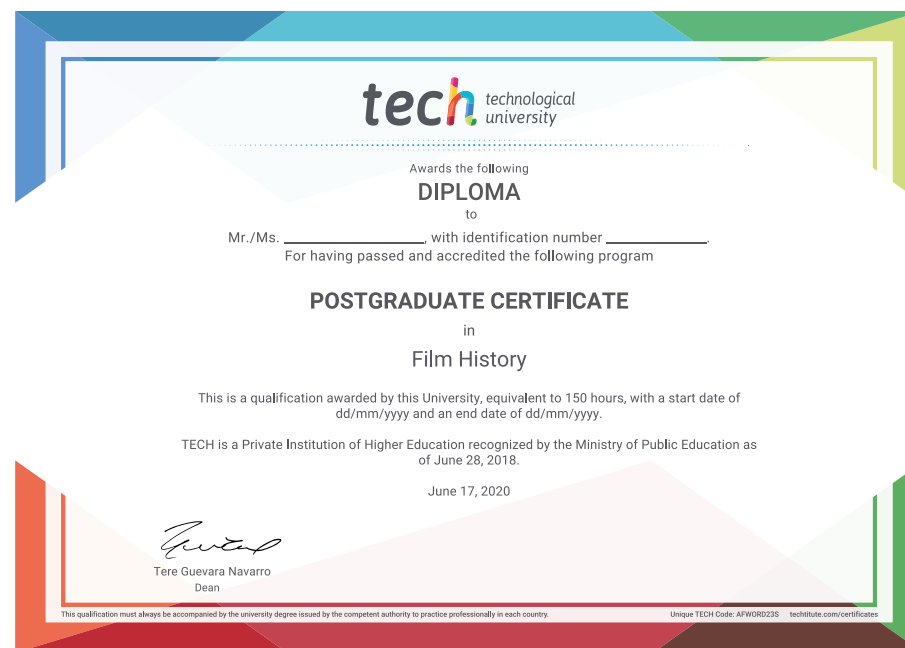 tech technological
university
Awards the following
DIPLOMA
to
Mr./Ms. ____________, with identification number ____________.
For having passed and accredited the following program
POSTGRADUATE CERTIFICATE
in
Film History
This is a qualification awarded by this University, equivalent to 150 hours, with a start date of
dd/mm/yyyy and an end date of dd/mm/yyyy.
TECH is a Private Institution of Higher Education recognized by the Ministry of Public Education as
of June 28, 2018.
June 17, 2020
Tere Guevara Navarro
Dean
This qualification must always be accompanied by the university degree issued by the competent authority to practice professionally in each country. Unique TECH Code: AFWORD23S techtitute.com/certificates